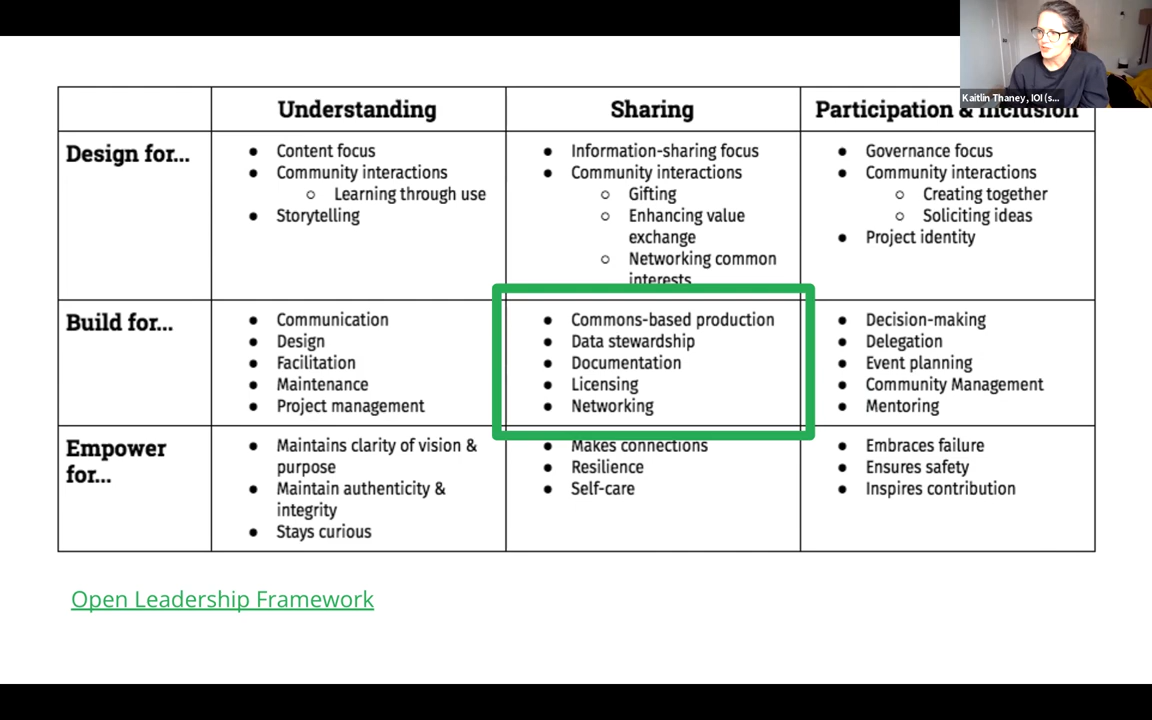 Kaitlin Thaney, IOI (s...
Understanding
Sharing
Participation & Inclusion
Design for...
● Content focus
● Community interactions
○ Learning through use
● Storytelling
● Information-sharing focus
● Community interactions
○ Gifting
○ Enhancing value
exchange
○ Networking common
interests
● Governance focus
● Community interactions
○ Creating together
○ Soliciting ideas
● Project identity
Build for...
● Communication
● Design
● Facilitation
● Maintenance
● Project management
● Commons-based production
● Data stewardship
● Documentation
● Licensing
● Networking
● Decision-making
● Delegation
● Event planning
● Community Management
● Mentoring
Empower
for...
● Maintains clarity of vision &
purpose
● Maintain authenticity &
integrity
● Stays curious
● Makes connections
● Resilience
● Self-care
● Embraces failure
● Ensures safety
● Inspires contribution
Open Leadership Framework